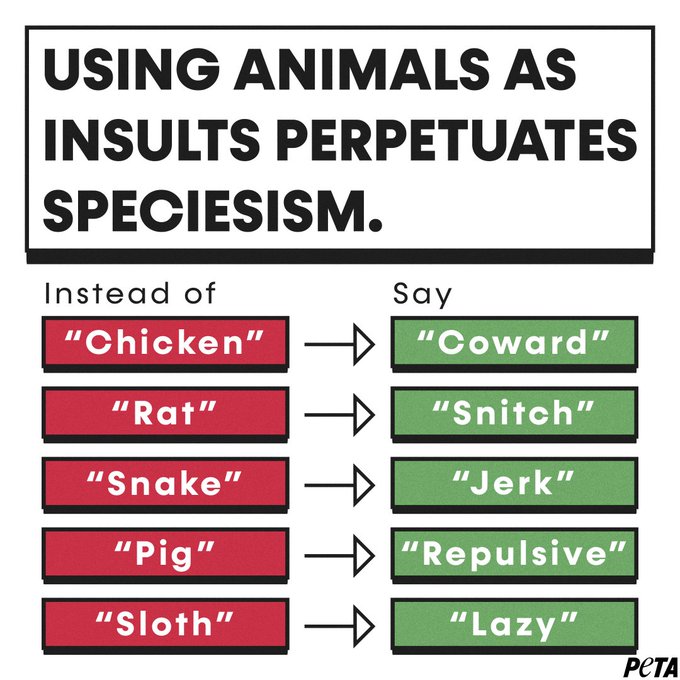 USING ANIMALS AS
INSULTS PERPETUATES
SPECIESISM.
Instead of Say
“Chicken” “Coward”
“Rat” “Snitch”
“Snake” “Jerk”
“Pig” “Repulsive”
“Sloth” “Lazy”
PeTA